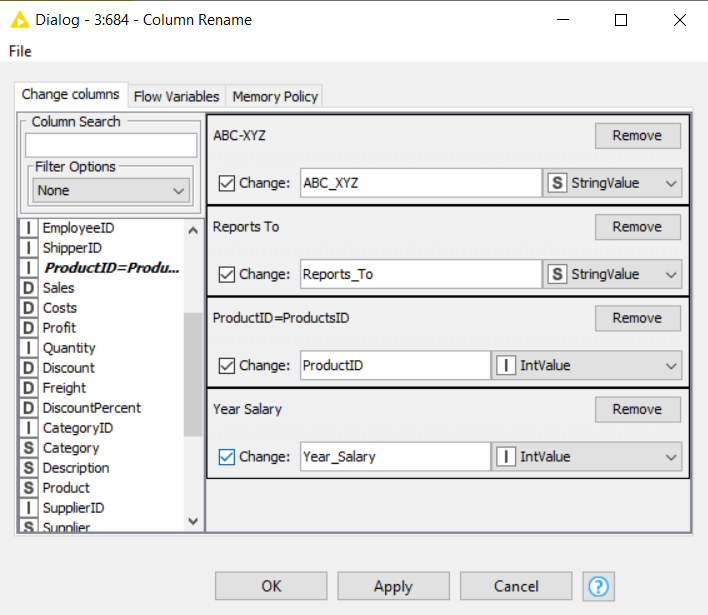 Dialog - 3:684 - Column Rename
File
Change columns Flow Variables Memory Policy
Column Search
Filter Options
None
I EmployeeID
I ShipperID
I ProductID=Produ...
D Sales
D Costs
D Profit
I Quantity
D Discount
D Freight
D DiscountPercent
I CategoryID
S Category
S Description
S Product
I SupplierID
S Supplier
ABC-XYZ Remove
Change: ABC_XYZ S StringValue
Reports To Remove
Change: Reports_To S StringValue
ProductID=ProductsID Remove
Change: ProductID I IntValue
Year Salary Remove
Change: Year_Salary I IntValue
OK Apply Cancel ?